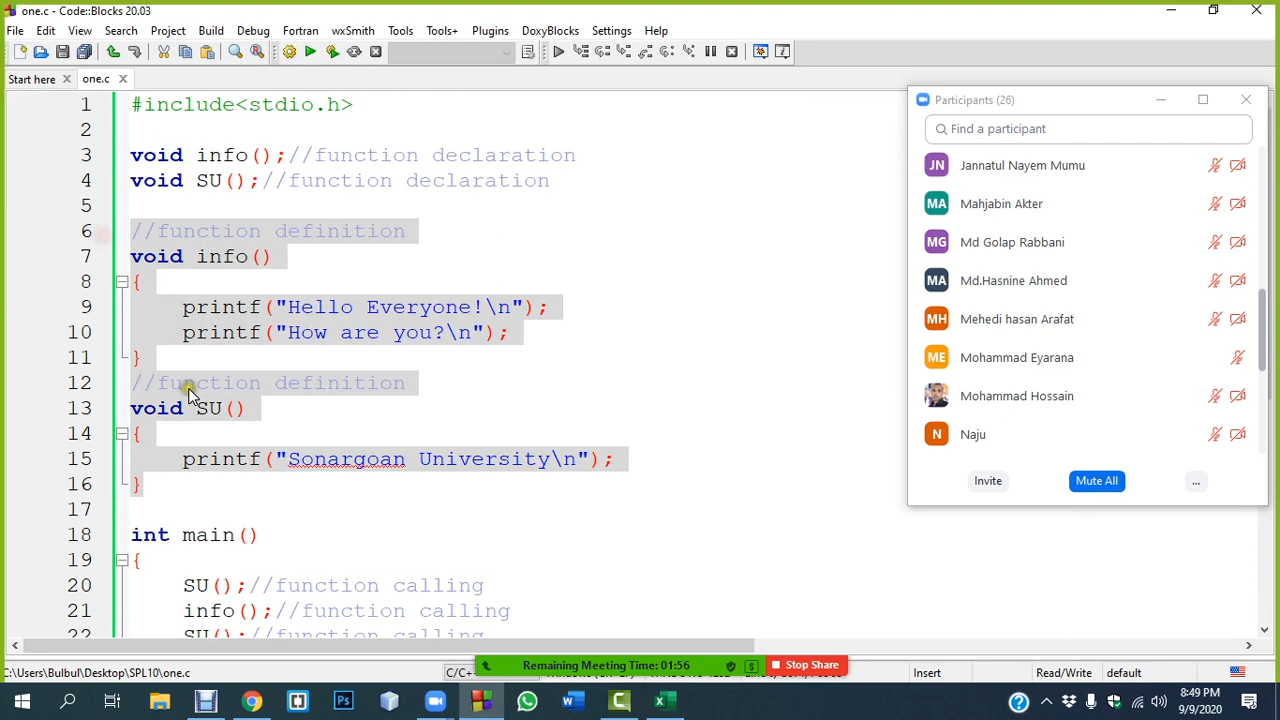 one.c - Code::Blocks 20.03
File Edit View Search Project Build Debug Fortran wxSmith Tools Tools+ Plugins DoxyBlocks Settings Help
Start here one.c
1 #include<stdio.h>
2
3 void info();//function declaration
4 void SU();//function declaration
5
6 //function definition
7 void info()
8 {
9 printf("Hello Everyone!\n");
10 printf("How are you?\n");
11 }
12 //function definition
13 void SU()
14 {
15 printf("Sonargoan University\n");
16 }
17
18 int main()
19 {
20 SU();//function calling
21 info();//function calling
22 SU();//function calling
Participants (26)
Find a participant
JN Jannatul Nayem Mumu
MA Mahjabin Akter
MG Md Golap Rabbani
MA Md.Hasnine Ahmed
MH Mehedi hasan Arafat
ME Mohammad Eyarana
Mohammad Hossain
N Naju
Invite Mute All ...
Remaining Meeting Time: 01:56 Stop Share
C:\Users\Bulbul\Desktop\SPL10\one.c C/C++ Insert Read/Write default
8:49 PM
9/9/2020